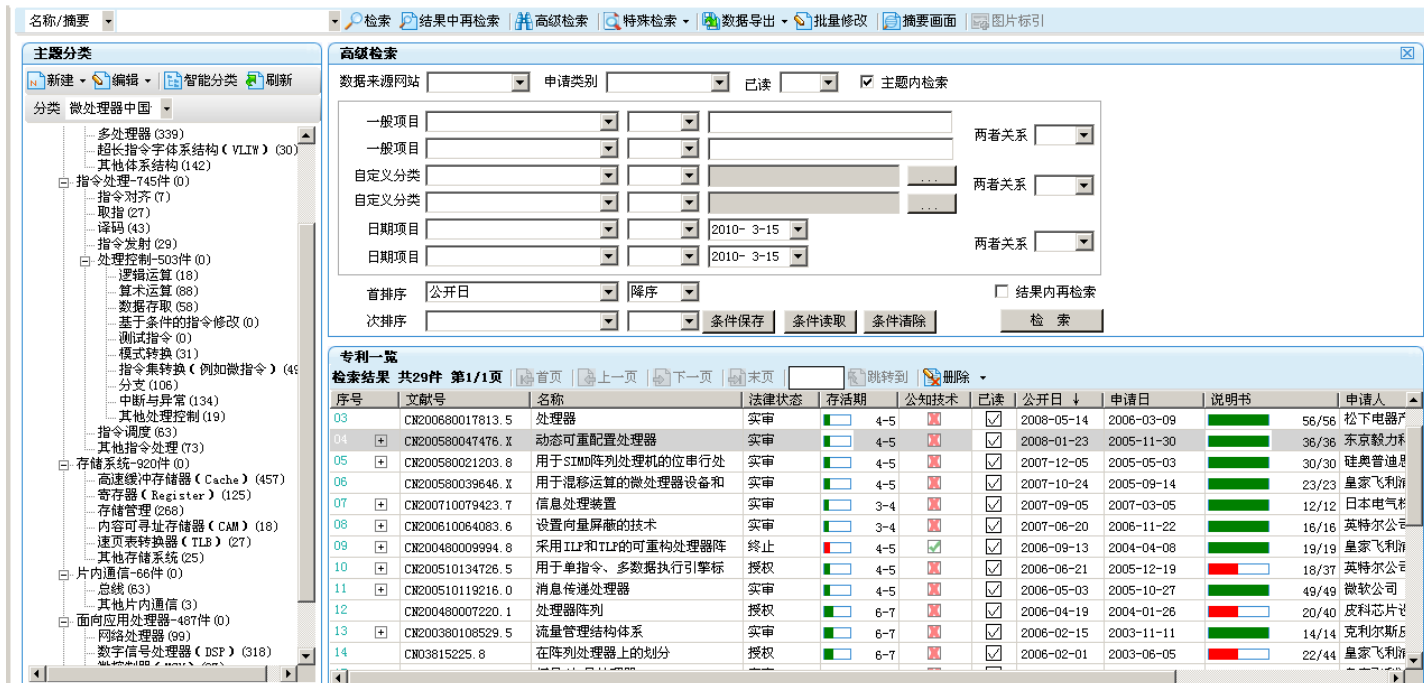 名称/摘要 检索 结果中再检索 高级检索 特殊检索 数据导出 批量修改 摘要画面 图片标引
主题分类
新建 编辑 智能分类 刷新
分类 微处理器中国
多处理器(339)
超长指令字体系结构(VLIW)(30)
其他体系结构(142)
指令处理-745件(0)
指令对齐(7)
取指(27)
译码(43)
指令发射(29)
处理控制-503件(0)
逻辑运算(18)
算术运算(88)
数据存取(58)
基于条件的指令修改(0)
测试指令(0)
模式转换(31)
指令集转换(例如微指令)(49
分支(106)
中断与异常(134)
其他处理控制(19)
指令调度(63)
其他指令处理(73)
存储系统-920件(0)
高速缓冲存储器(Cache)(457)
寄存器(Register)(125)
存储管理(268)
内容可寻址存储器(CAM)(18)
速页表转换器(TLB)(27)
其他存储系统(25)
片内通信-66件(0)
总线(63)
其他片内通信(3)
面向应用处理器-487件(0)
网络处理器(99)
数字信号处理器(DSP)(318)
高级检索
数据来源网站 申请类别 已读 主题内检索
一般项目
一般项目
两者关系
自定义分类 ...
自定义分类 ...
两者关系
日期项目 2010- 3-15
日期项目 2010- 3-15
两者关系
首排序 公开日 降序 结果内再检索
次排序 条件保存 条件读取 条件清除 检 索
专利一览
检索结果 共29件 第1/1页 首页 上一页 下一页 末页 跳转到 删除
序号 文献号 名称 法律状态 存活期 公知技术 已读 公开日 ↓ 申请日 说明书 申请人
03 CN200680017813.5 处理器 实审 4-5 2008-05-14 2006-03-09 56/56 松下电器产
04 CN200580047476.X 动态可重配置处理器 实审 4-5 2008-01-23 2005-11-30 36/36 东京毅力科
05 CN200580021203.8 用于SIMD阵列处理机的位串行处 实审 4-5 2007-12-05 2005-05-03 30/30 硅奥普迪思
06 CN200580039646.X 用于混移运算的微处理器设备和 实审 4-5 2007-10-24 2005-09-14 23/23 皇家飞利浦
07 CN200710079423.7 信息处理装置 实审 3-4 2007-09-05 2007-03-05 12/12 日本电气株
08 CN200610064083.6 设置向量屏蔽的技术 实审 3-4 2007-06-20 2006-11-22 16/16 英特尔公司
09 CN200480009994.8 采用ILP和TLP的可重构处理器阵 终止 4-5 2006-09-13 2004-04-08 19/19 皇家飞利浦
10 CN200510134726.5 用于单指令、多数据执行引擎标 授权 4-5 2006-06-21 2005-12-19 18/37 英特尔公司
11 CN200510119216.0 消息传递处理器 实审 4-5 2006-05-03 2005-10-27 49/49 微软公司
12 CN200480007220.1 处理器阵列 授权 6-7 2006-04-19 2004-01-26 20/40 皮科芯片设
13 CN200380108529.5 流量管理结构体系 实审 6-7 2006-02-15 2003-11-11 14/14 克利尔斯反
14 CN03815225.8 在阵列处理器上的划分 授权 6-7 2006-02-01 2003-06-05 22/44 皇家飞利浦